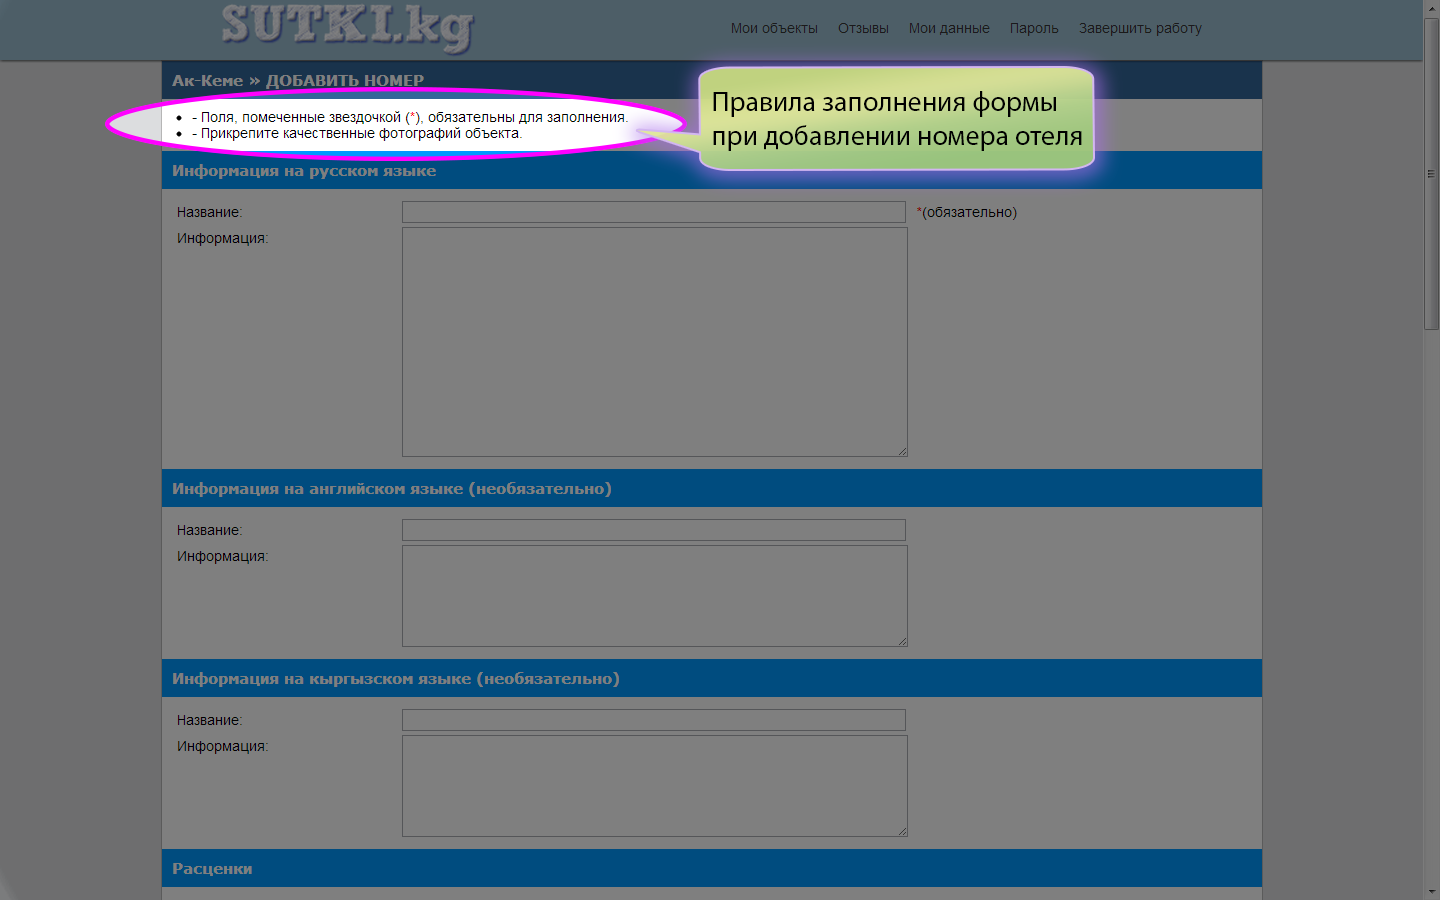 SUTKI.kg
Мои объекты Отзывы Мои данные Пароль Завершить работу
Ак-Кеме » ДОБАВИТЬ НОМЕР
- Поля, помеченные звездочкой (*), обязательны для заполнения.
- Прикрепите качественные фотографий объекта.
Правила заполнения формы
при добавлении номера отеля
Информация на русском языке
Название: *(обязательно)
Информация:
Информация на английском языке (необязательно)
Название:
Информация:
Информация на кыргызском языке (необязательно)
Название:
Информация:
Расценки